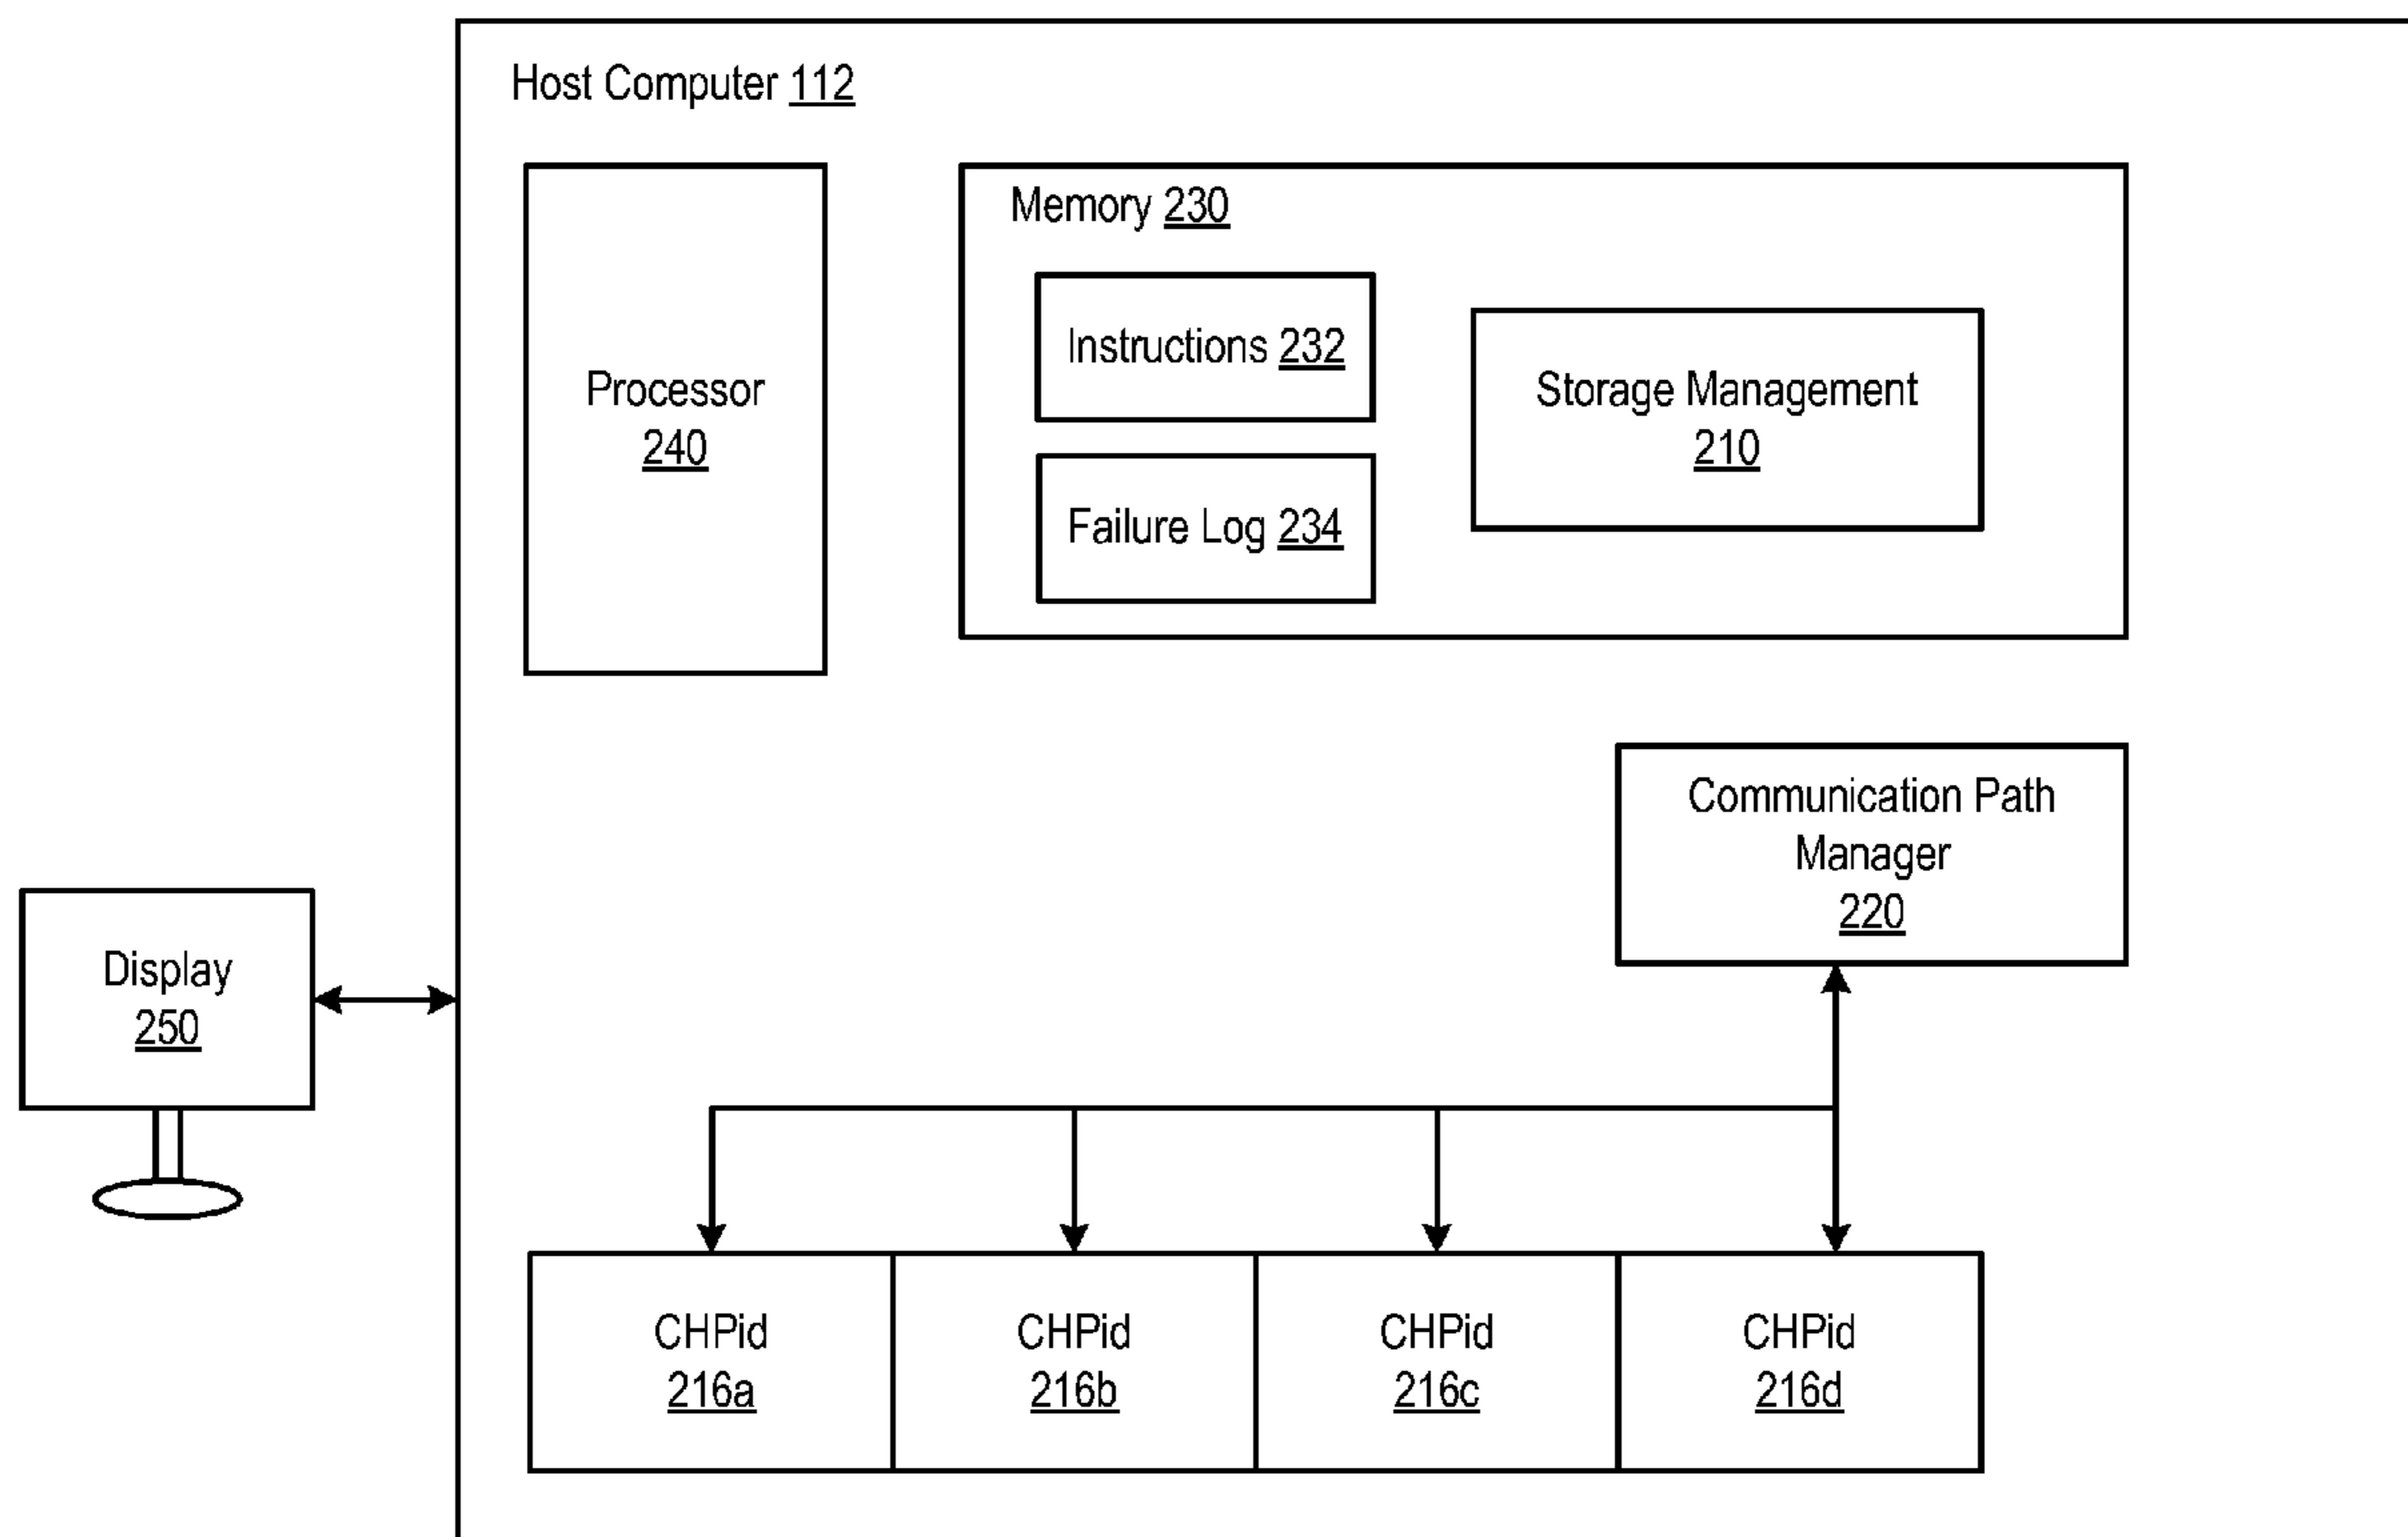 Host Computer 112
Memory 230
Instructions 232
Failure Log 234
Storage Management
210
Processor
240
Communication Path
Manager
220
Display
250
CHPid
216a
CHPid
216b
CHPid
216c
CHPid
216d